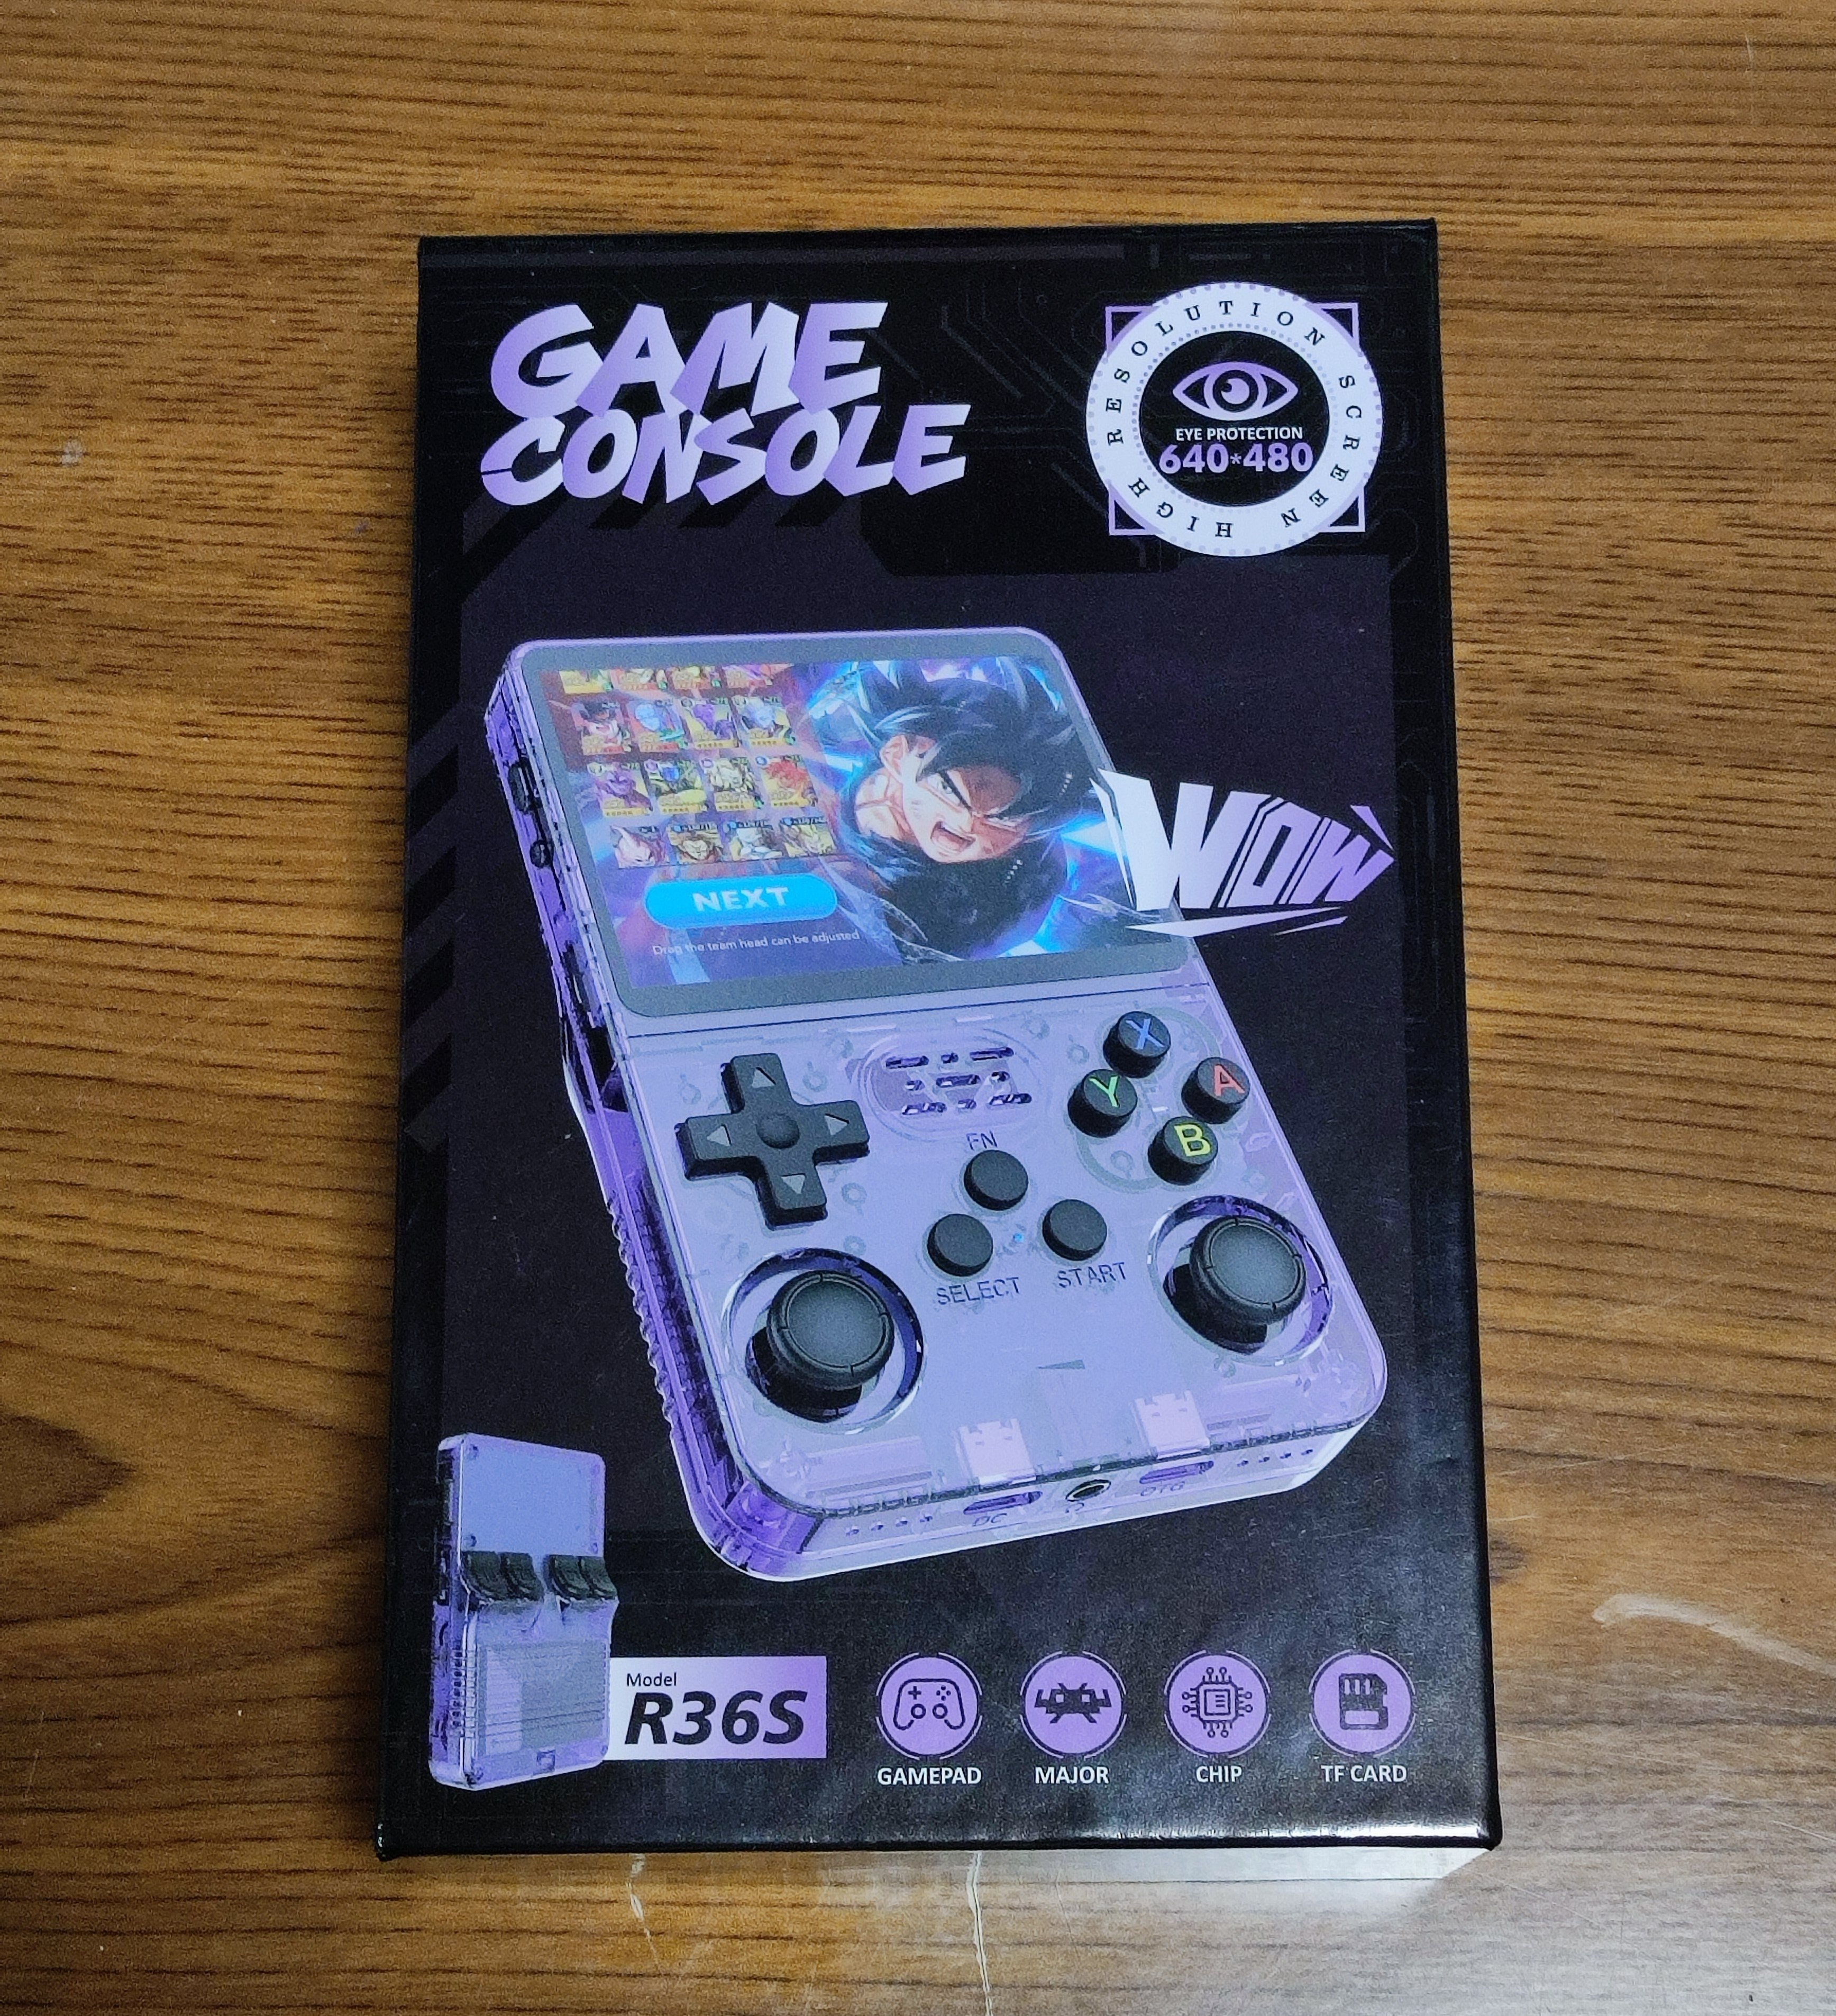 GAME
CONSOLE
HIGH RESOLUTION SCREEN
EYE PROTECTION
640*480
NEXT
Drag the team head can be adjusted
WOW
X
Y
A
B
FN
SELECT
START
DC
OTG
Model
R36S
GAMEPAD
MAJOR
CHIP
TF CARD